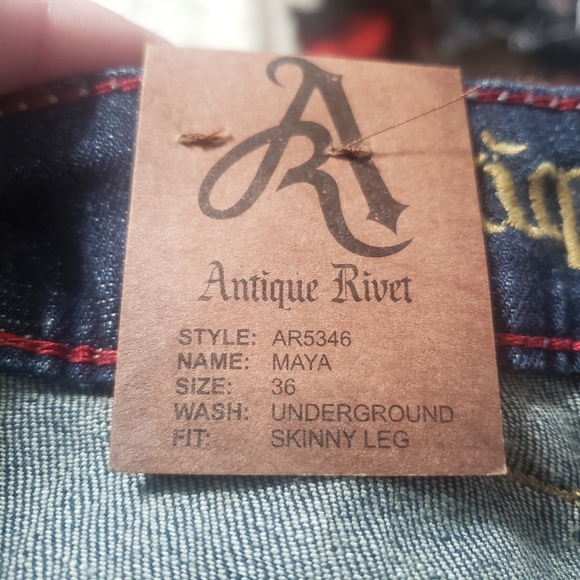 AR
Antique Rivet
STYLE: AR5346
NAME: MAYA
SIZE: 36
WASH: UNDERGROUND
FIT: SKINNY LEG